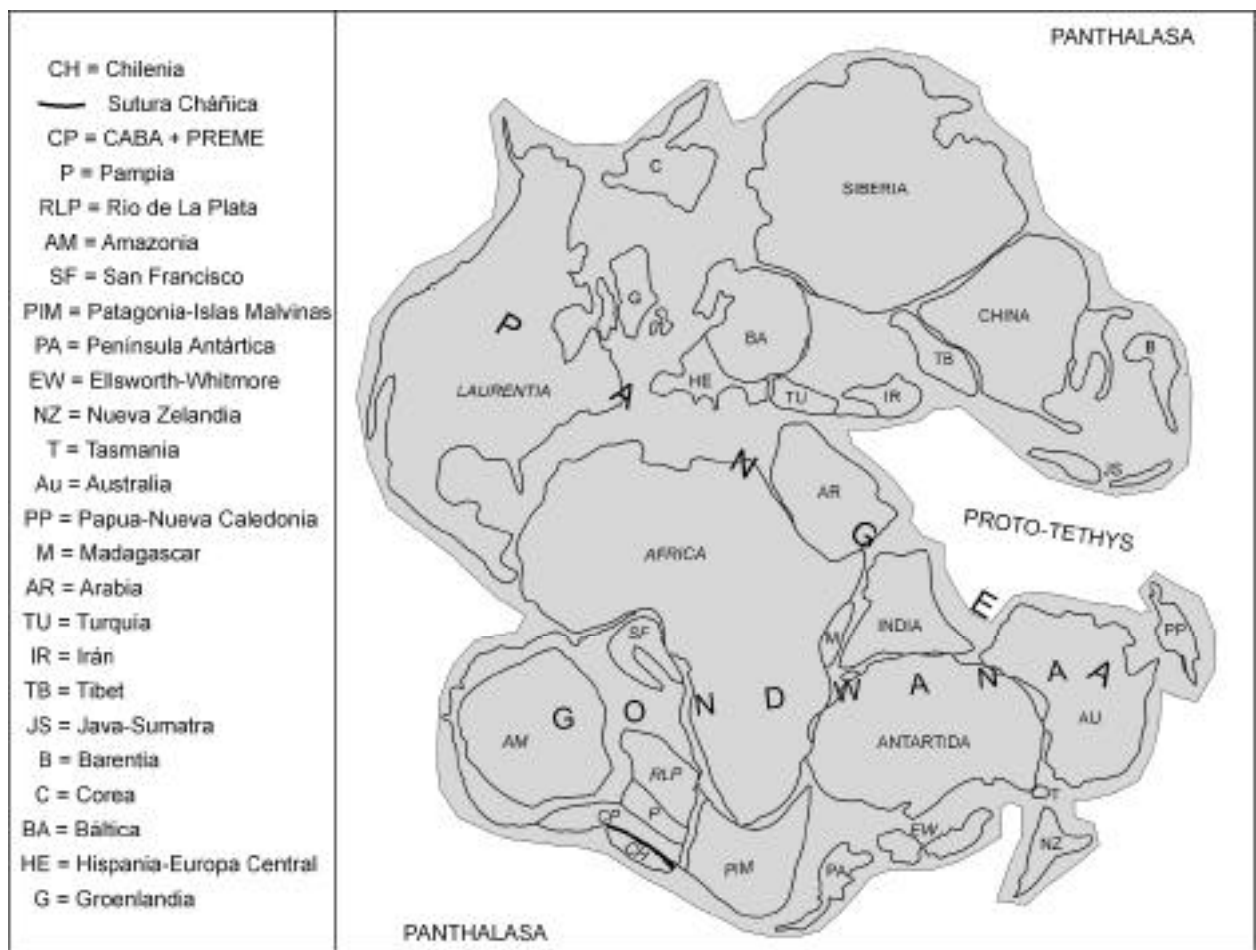 CH = Chilenia
Sutura Cháñica
CP = CABA + PREME
P = Pampia
RLP = Rio de La Plata
AM = Amazonia
SF = San Francisco
PIM = Patagonia-Islas Malvinas
PA = Península Antártica
EW = Ellsworth-Whitmore
NZ = Nueva Zelandia
T = Tasmania
Au = Australia
PP = Papua-Nueva Caledonia
M = Madagascar
AR = Arabia
TU = Turquía
IR = Irán
TB = Tibet
JS = Java-Sumatra
B = Barentia
C = Corea
BA = Báltica
HE = Hispania-Europa Central
G = Groenlandia
PANTHALASA
C
SIBERIA
G
CHINA
P
BA
TB
B
LAURENTIA
A
HE
TU
IR
N
AR
JS
G
PROTO-TETHYS
AFRICA
E
SF
M
INDIA
PP
G O N D W A N A A
AM
ANTARTIDA
AU
RLP
T
CP
P
EW
CH
PIM
PA
NZ
PANTHALASA